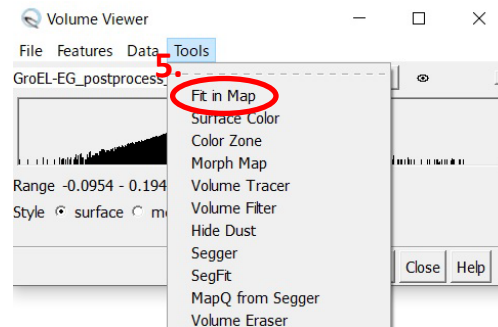 Volume Viewer
File Features Data Tools
5.
GroEL-EG_postprocess_
Fit in Map
Surface Color
Color Zone
Morph Map
Range -0.0954 - 0.194
Volume Tracer
Style surface
Volume Filter
Hide Dust
Segger
SegFit
Close Help
MapQ from Segger
Volume Eraser